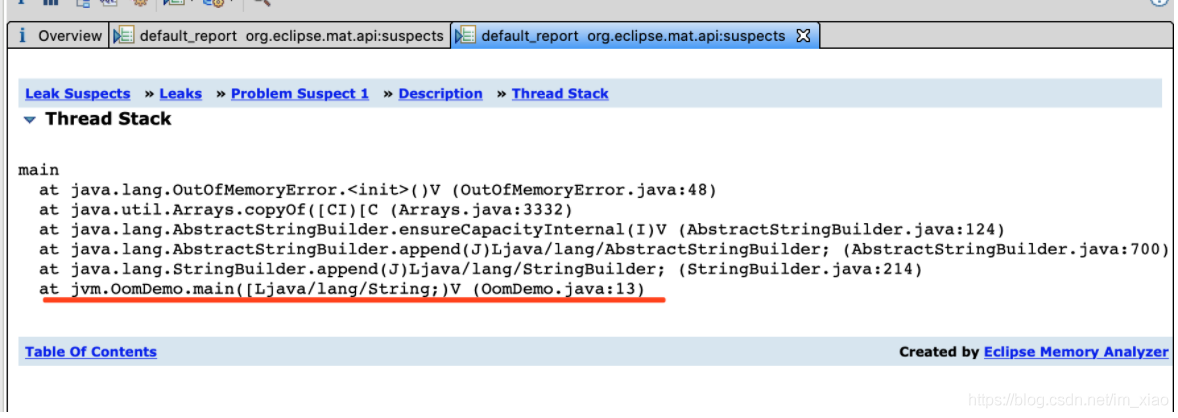 i Overview default_report org.eclipse.mat.api:suspects default_report org.eclipse.mat.api:suspects
Leak Suspects » Leaks » Problem Suspect 1 » Description » Thread Stack
Thread Stack
main
at java.lang.OutOfMemoryError.<init>()V (OutOfMemoryError.java:48)
at java.util.Arrays.copyOf([CI)[C (Arrays.java:3332)
at java.lang.AbstractStringBuilder.ensureCapacityInternal(I)V (AbstractStringBuilder.java:124)
at java.lang.AbstractStringBuilder.append(J)Ljava/lang/AbstractStringBuilder; (AbstractStringBuilder.java:700)
at java.lang.StringBuilder.append(J)Ljava/lang/StringBuilder; (StringBuilder.java:214)
at jvm.OomDemo.main([Ljava/lang/String;)V (OomDemo.java:13)
Table Of Contents Created by Eclipse Memory Analyzer
https://blog.csdn.net/im_xiao